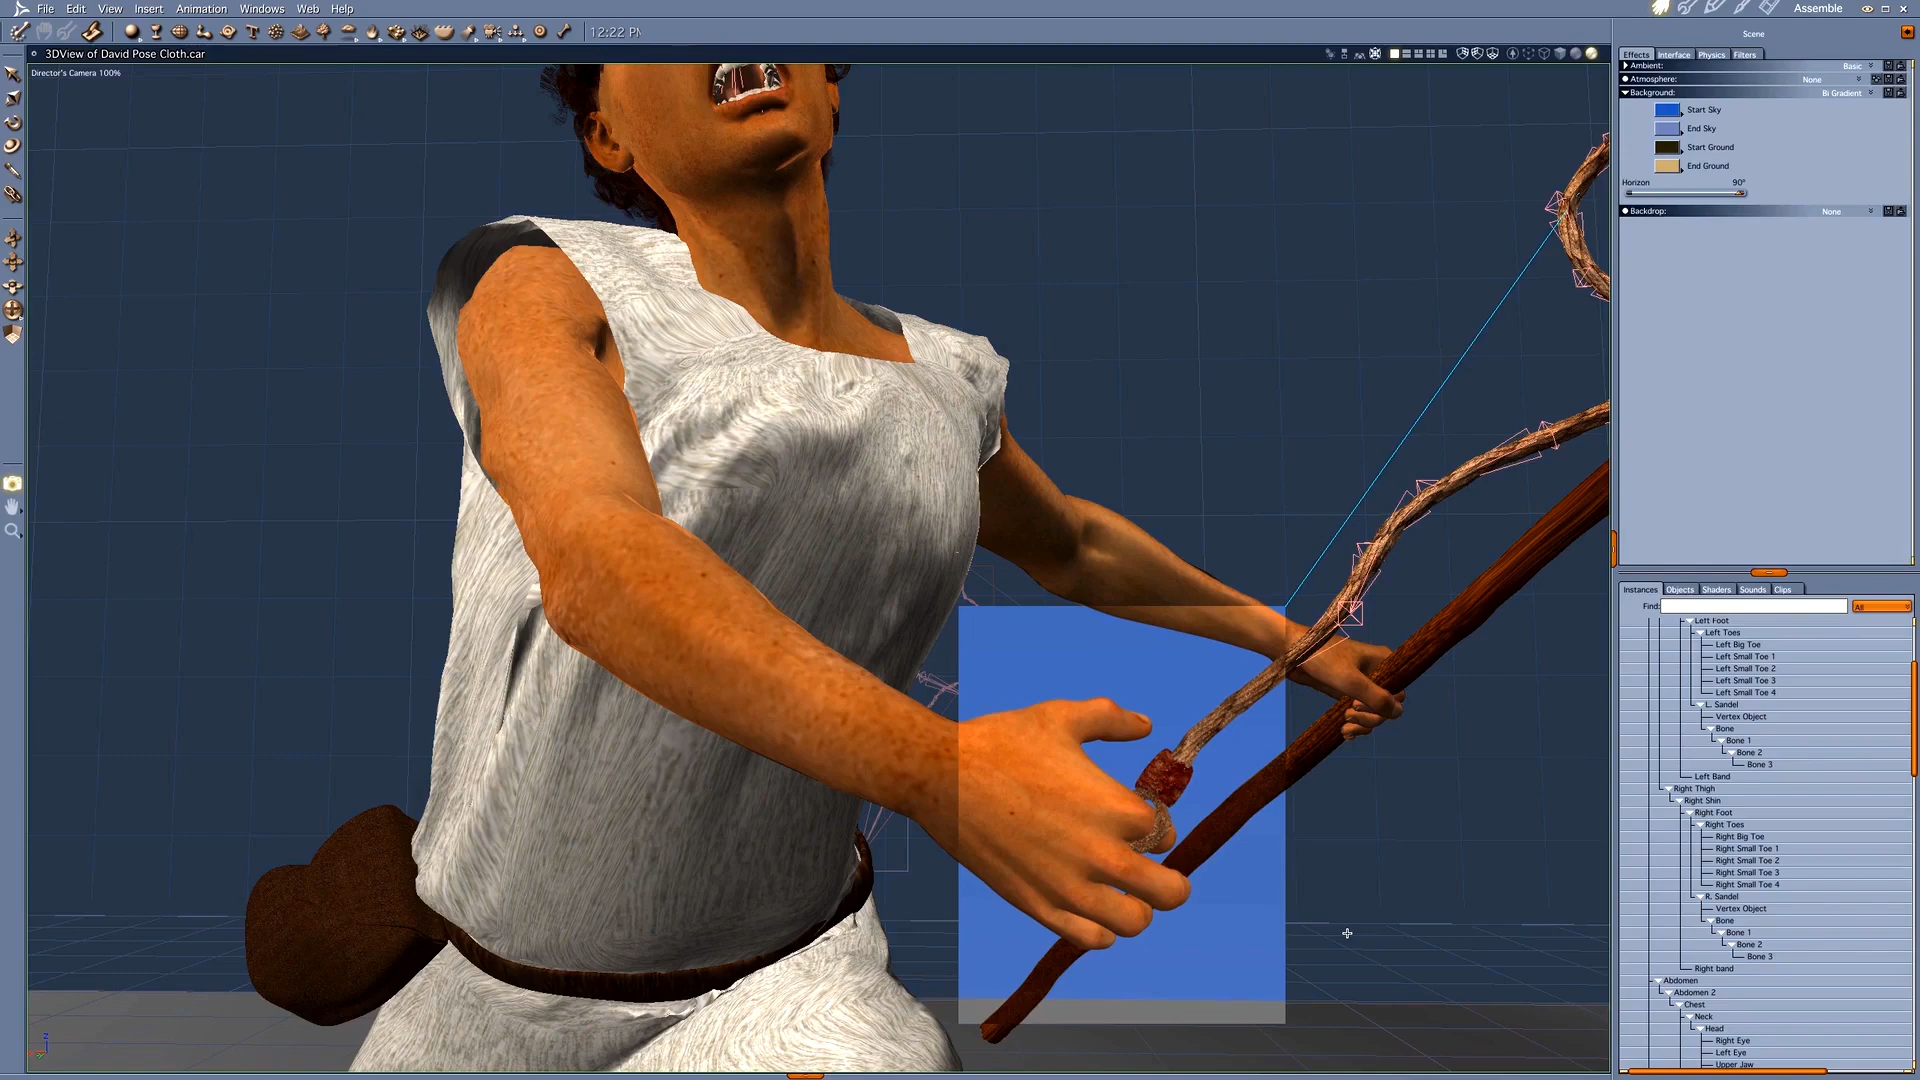 File Edit View Insert Animation Windows Web Help
Assemble
12:22 P
Scene
3DView of David Pose Cloth.car
Director's Camera 100%
Effects Interface Physics Filters
Ambient: Basic
Atmosphere: None
Background: Bi Gradient
Start Sky
End Sky
Start Ground
End Ground
Horizon 90°
Backdrop: None
Instances Objects Shaders Sounds Clips
Find: All
Left Foot
Left Toes
Left Big Toe
Left Small Toe 1
Left Small Toe 2
Left Small Toe 3
Left Small Toe 4
L. Sandel
Vertex Object
Bone
Bone 1
Bone 2
Bone 3
Left Band
Right Thigh
Right Shin
Right Foot
Right Toes
Right Big Toe
Right Small Toe 1
Right Small Toe 2
Right Small Toe 3
Right Small Toe 4
R. Sandel
Vertex Object
Bone
Bone 1
Bone 2
Bone 3
Right band
Abdomen
Abdomen 2
Chest
Neck
Head
Right Eye
Left Eye
Upper Jaw
Z